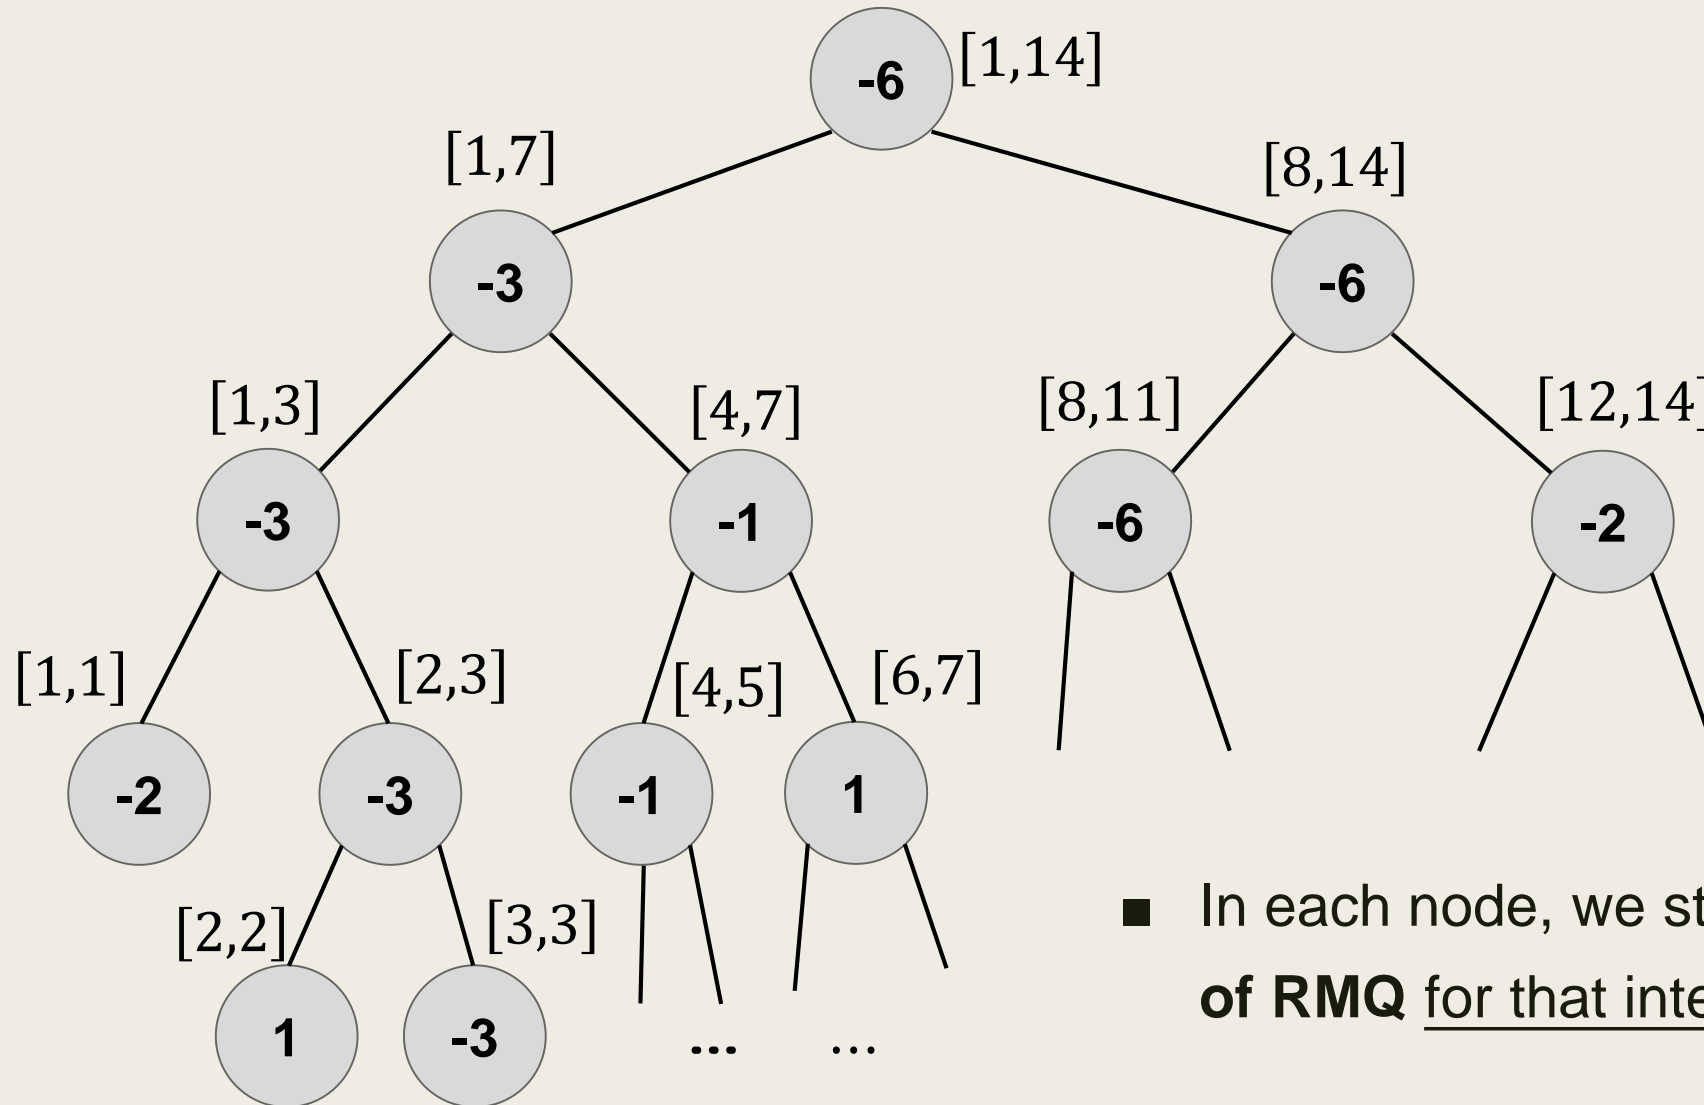 -6 [1,14]
[1,7] [8,14]
-3 -6
[1,3] [4,7] [8,11] [12,14]
-3 -1 -6 -2
[1,1] [2,3] [4,5] [6,7]
-2 -3 -1 1
[2,2] [3,3]
■ In each node, we
of RMQ for that
1 -3 ... ...